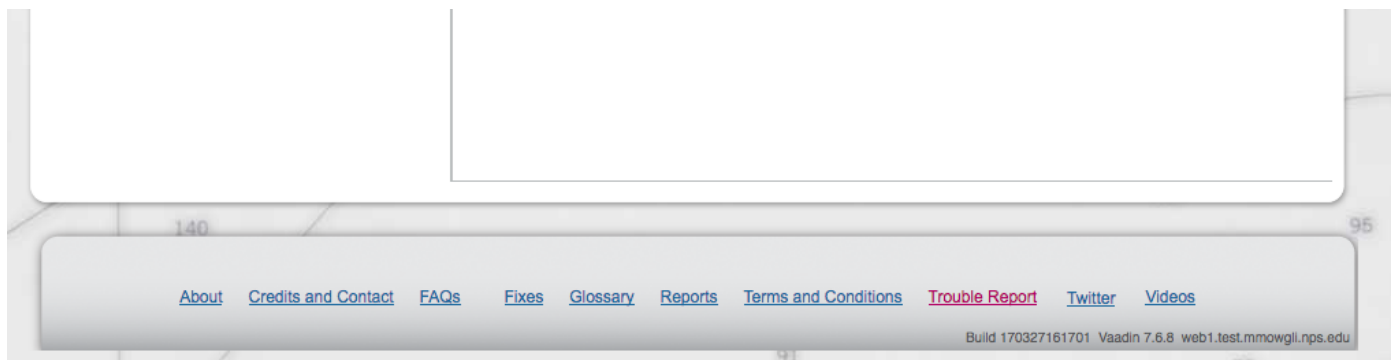 140
95
About Credits and Contact FAQs Fixes Glossary Reports Terms and Conditions Trouble Report Twitter Videos
Build 170327161701 Vaadin 7.6.8 web1.test.mmowgli.nps.edu
91